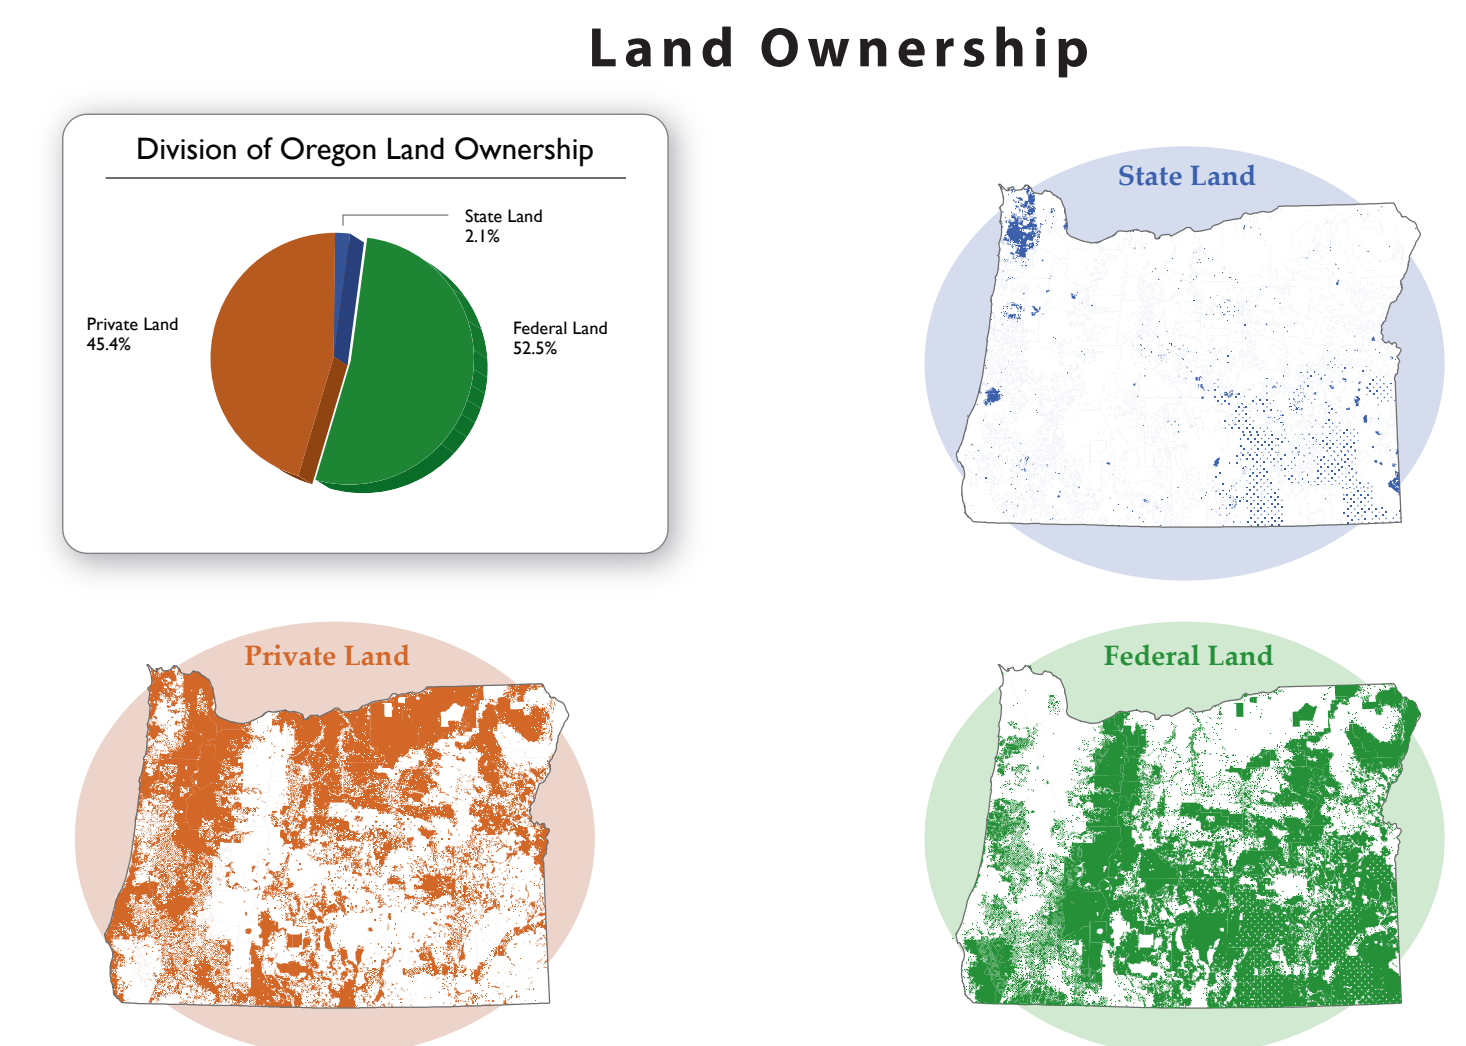 Land Ownership
Division of Oregon Land Ownership
State Land
2.1%
Private Land
45.4%
Federal Land
52.5%
State Land
Private Land
Federal Land